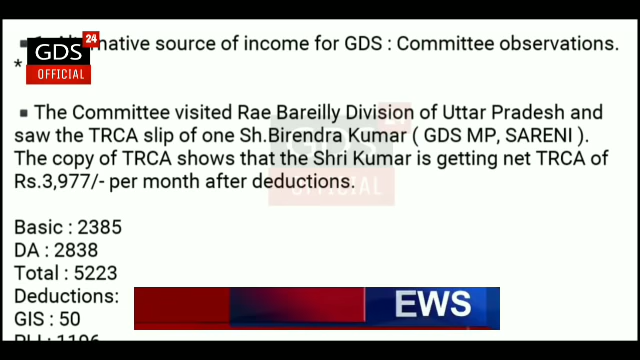 24
GDS
OFFICIAL
native source of income for GDS : Committee observations.
*
▪ The Committee visited Rae Bareilly Division of Uttar Pradesh and
saw the TRCA slip of one Sh.Birendra Kumar ( GDS MP, SARENI ).
The copy of TRCA shows that the Shri Kumar is getting net TRCA of
Rs.3,977/- per month after deductions.
24
GDS
OFFICIAL
Basic : 2385
DA : 2838
Total : 5223
Deductions:
EWS
GIS : 50